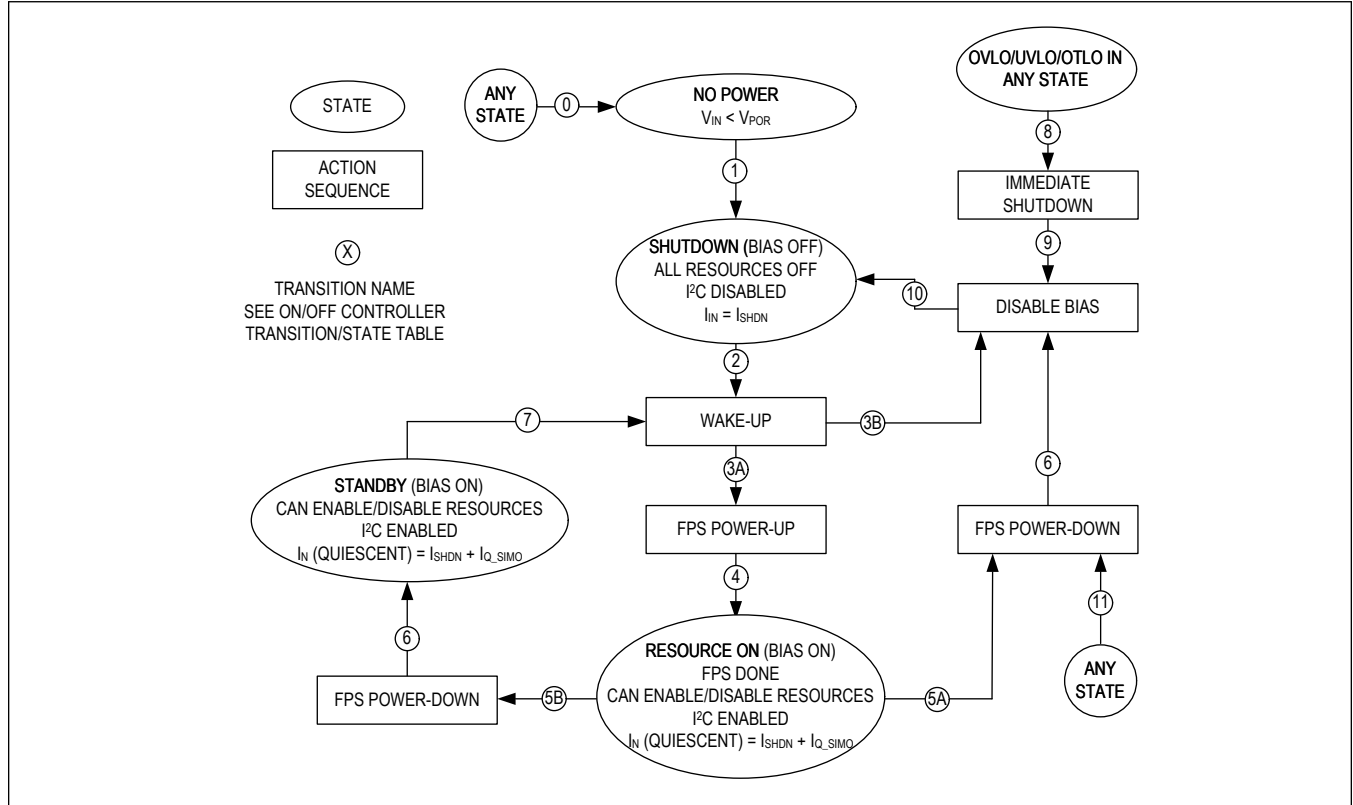 STATE
ACTION
SEQUENCE
X
TRANSITION NAME
SEE ON/OFF CONTROLLER
TRANSITION/STATE TABLE
ANY
STATE
0
NO POWER
VIN < VPOR
1
SHUTDOWN (BIAS OFF)
ALL RESOURCES OFF
I²C DISABLED
IIN = ISHDN
2
WAKE-UP
3B
3A
FPS POWER-UP
4
RESOURCE ON (BIAS ON)
FPS DONE
CAN ENABLE/DISABLE RESOURCES
I²C ENABLED
IN (QUIESCENT) = ISHDN + IQ_SIMO
5B
5A
FPS POWER-DOWN
6
STANDBY (BIAS ON)
CAN ENABLE/DISABLE RESOURCES
I²C ENABLED
IN (QUIESCENT) = ISHDN + IQ_SIMO
7
OVLO/UVLO/OTLO IN
ANY STATE
8
IMMEDIATE
SHUTDOWN
9
DISABLE BIAS
10
6
FPS POWER-DOWN
11
ANY
STATE